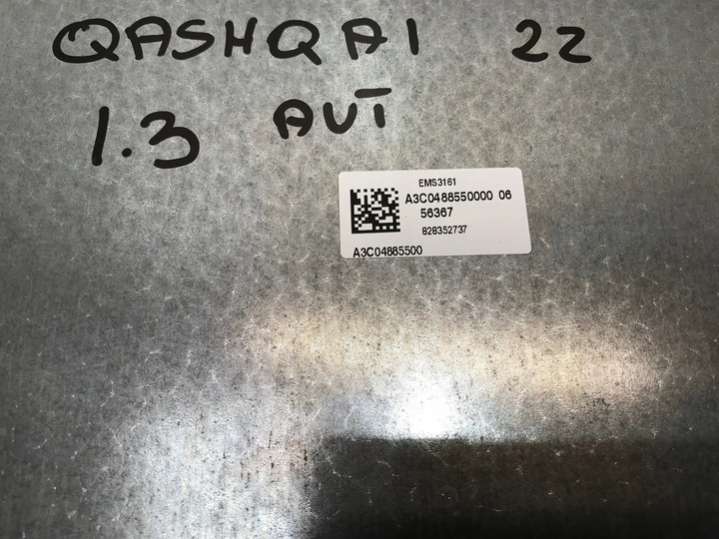 QASHQAI 22
1.3 AUT
EMS3161
A3C0488550000 06
56367
828352737
A3C04885500